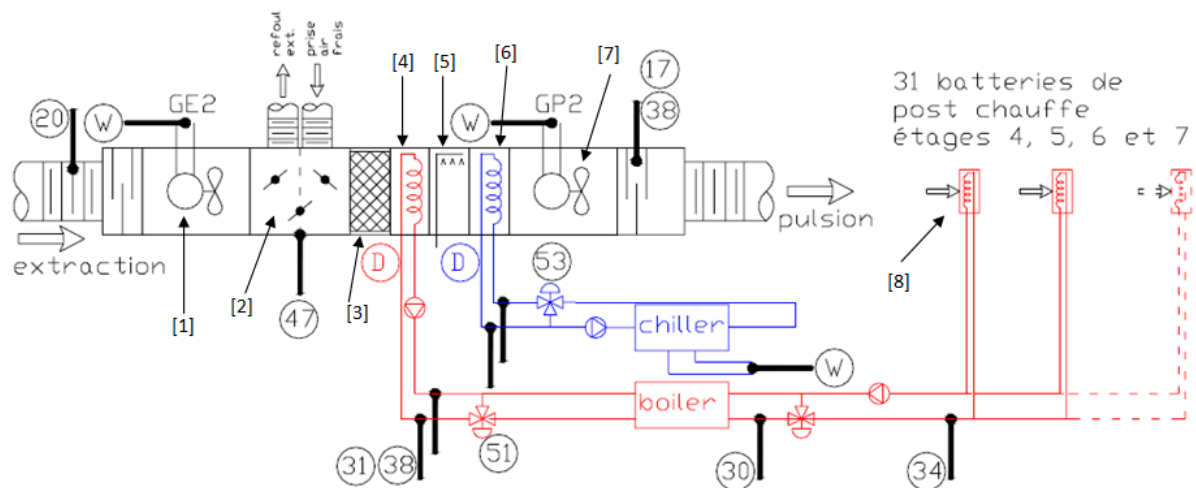 refoul
ext.
prise
air
frais
[4]
[5]
[6]
[7]
17
38
20
W
GE2
W
GP2
31 batteries de
post chauffe
étages 4, 5, 6 et 7
pulsion
extraction
[1]
[2]
47
[3]
D
D
53
[8]
chiller
W
boiler
31
38
51
30
34